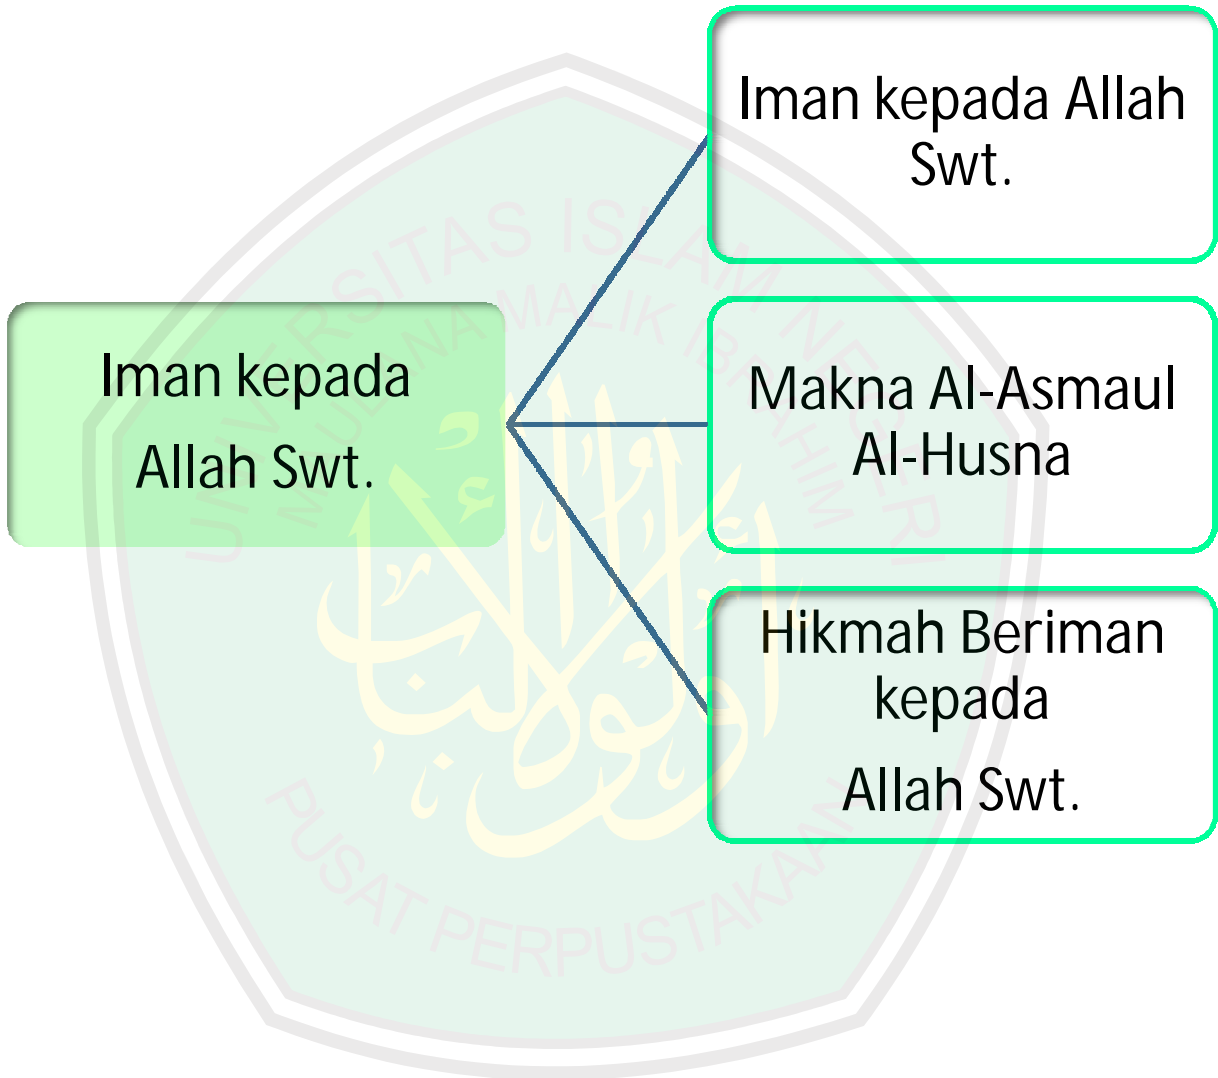 Iman kepada Allah
Swt.
Iman kepada
Allah Swt.
Makna Al-Asmaul
Al-Husna
Hikmah Beriman
kepada
Allah Swt.
UNIVERSITAS ISLAM NEGERI
MAULANA MALIK IBRAHIM
PUSAT PERPUSTAKAAN